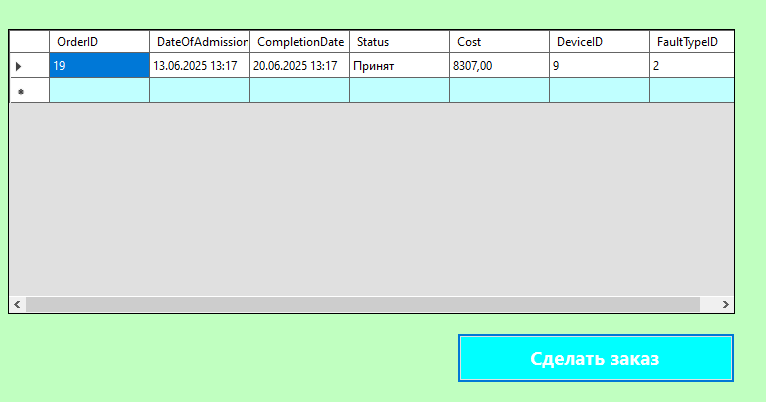 OrderID DateOfAdmission CompletionDate Status Cost DeviceID FaultTypeID
19 13.06.2025 13:17 20.06.2025 13:17 Принят 8307,00 9 2
Сделать заказ